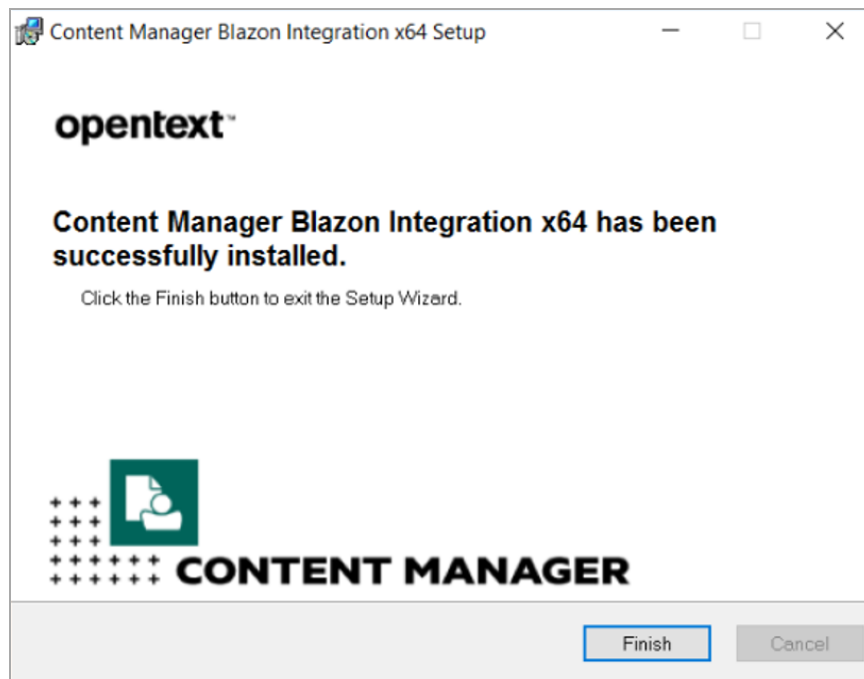 Content Manager Blazon Integration x64 Setup
opentext™
Content Manager Blazon Integration x64 has been
successfully installed.
Click the Finish button to exit the Setup Wizard.
CONTENT MANAGER
Finish
Cancel